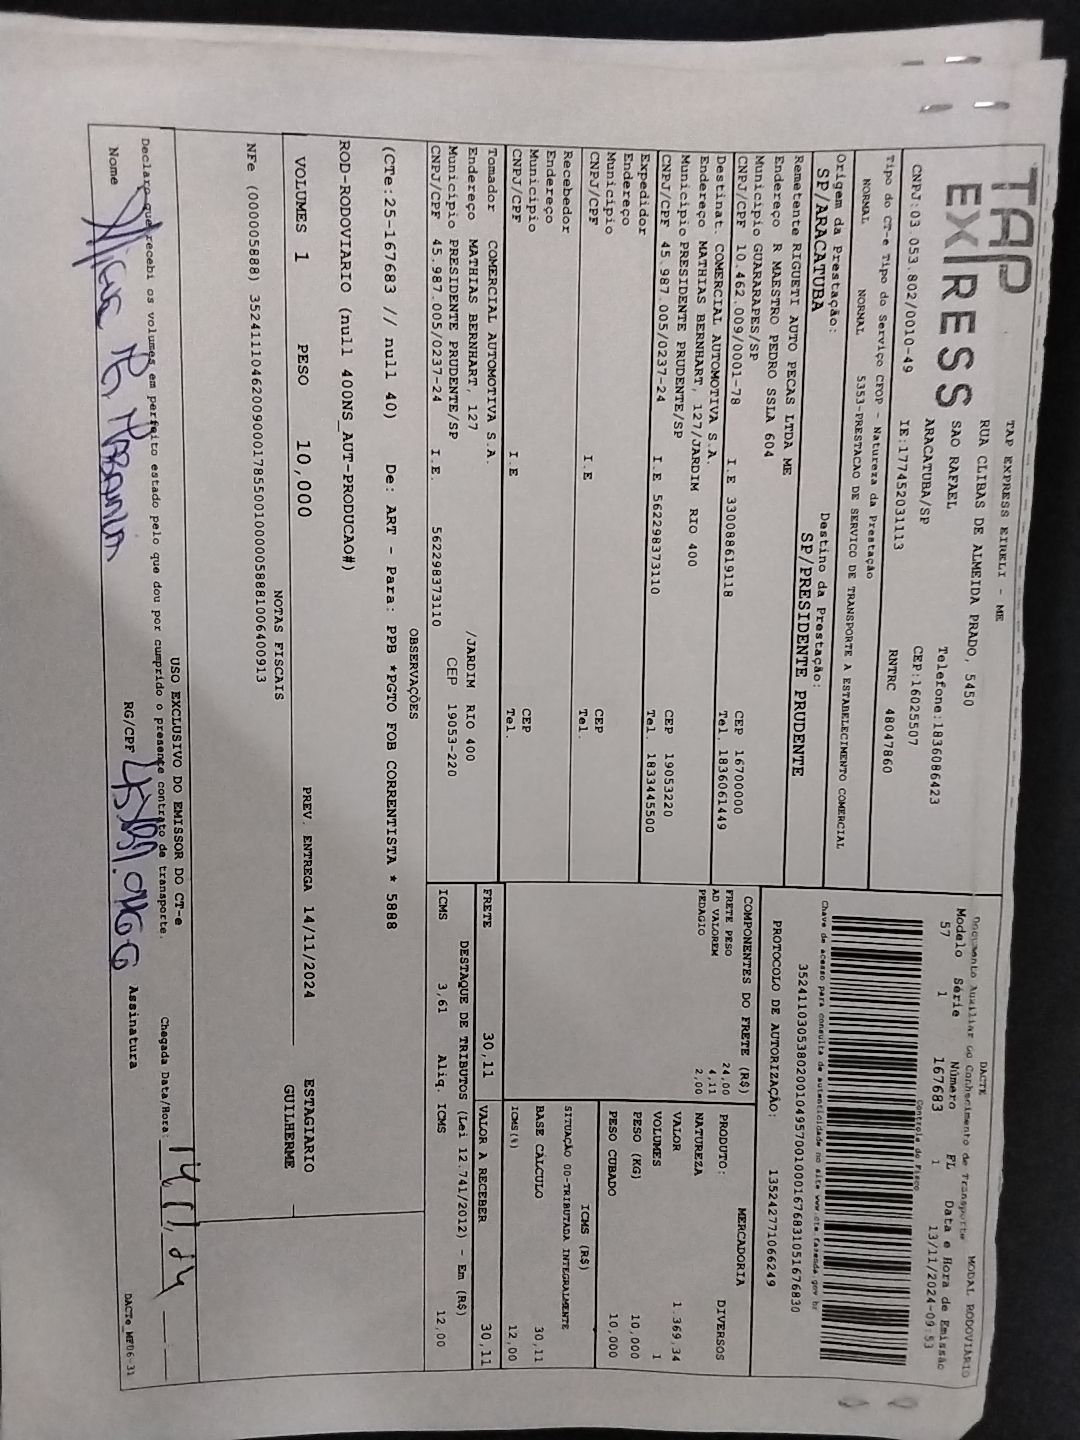 TAP
EXPRESS
TAP EXPRESS EIRELI - ME
RUA CLIBAS DE ALMEIDA PRADO, 5450
SAO RAFAEL
Telefone:1836086423
ARACATUBA/SP
CEP:16025507
CNPJ:03.053.802/0010-49 IE:177452031113
RNTRC 48047860
DACTE
Documento Auxiliar do Conhecimento de Transporte
MODAL RODOVIÁRIO
Modelo Série Número FL Data e Hora de Emissão
57 1 167683 1 13/11/2024-09:53
Controle do Fisco
Tipo do CT-e Tipo do Serviço CFOP - Natureza da Prestação
NORMAL NORMAL 5353-PRESTACAO DE SERVICO DE TRANSPORTE A ESTABELECIMENTO COMERCIAL
Chave de acesso para consulta de autenticidade no site www.cte.fazenda.gov.br
35241103053802001049570010001676831051676830
PROTOCOLO DE AUTORIZAÇÃO: 135242771066249
Origem da Prestação:
SP/ARACATUBA
Destino da Prestação:
SP/PRESIDENTE PRUDENTE
Remetente RIGUETI AUTO PECAS LTDA ME
Endereço R MAESTRO PEDRO SSLA 604
Município GUARARAPES/SP CEP 16700000
CNPJ/CPF 10.462.009/0001-78 I.E 330088619118 Tel. 1836061449
Destinat. COMERCIAL AUTOMOTIVA S.A.
Endereço MATHIAS BERNHART, 127/JARDIM RIO 400
Município PRESIDENTE PRUDENTE/SP CEP 19053220
CNPJ/CPF 45.987.005/0237-24 I.E 562298373110 Tel. 1833445500
Expedidor
Endereço
Município CEP
CNPJ/CPF I.E Tel.
Recebedor
Endereço
Município CEP
CNPJ/CPF I.E Tel.
Tomador COMERCIAL AUTOMOTIVA S.A.
Endereço MATHIAS BERNHART, 127 /JARDIM RIO 400
Município PRESIDENTE PRUDENTE/SP CEP 19053-220
CNPJ/CPF 45.987.005/0237-24 I.E. 562298373110
COMPONENTES DO FRETE (R$)
FRETE PESO 24,00
AD VALOREM 4,11
PEDAGIO 2,00
MERCADORIA
PRODUTO: DIVERSOS
NATUREZA
VALOR 1.369,34
VOLUMES 1
PESO (KG) 10,000
PESO CUBADO 10,000
ICMS (R$)
SITUAÇÃO 00-TRIBUTADA INTEGRALMENTE
BASE CÁLCULO 30,11
ICMS(%) 12,00
FRETE 30,11 VALOR A RECEBER 30,11
DESTAQUE DE TRIBUTOS (Lei 12.741/2012) - Em (R$)
ICMS 3,61 Aliq. ICMS 12,00
OBSERVAÇÕES
(CTe:25-167683 // null 40) De: ART - Para: PPB *PGTO FOB CORRENTISTA * 5888
ROD-RODOVIARIO (null 400NS_AUT-PRODUCAO#)
VOLUMES 1 PESO 10,000 PREV. ENTREGA 14/11/2024 ESTAGIARIO
GUILHERME
NOTAS FISCAIS
NFe (000005888) 35241110462009000178550010000058881006400913
USO EXCLUSIVO DO EMISSOR DO CT-e
Declaro que recebi os volumes em perfeito estado pelo que dou por cumprido o presente contrato de transporte. Chegada Data/Hora:
Nome RG/CPF Assinatura
DACTe_MF06-31